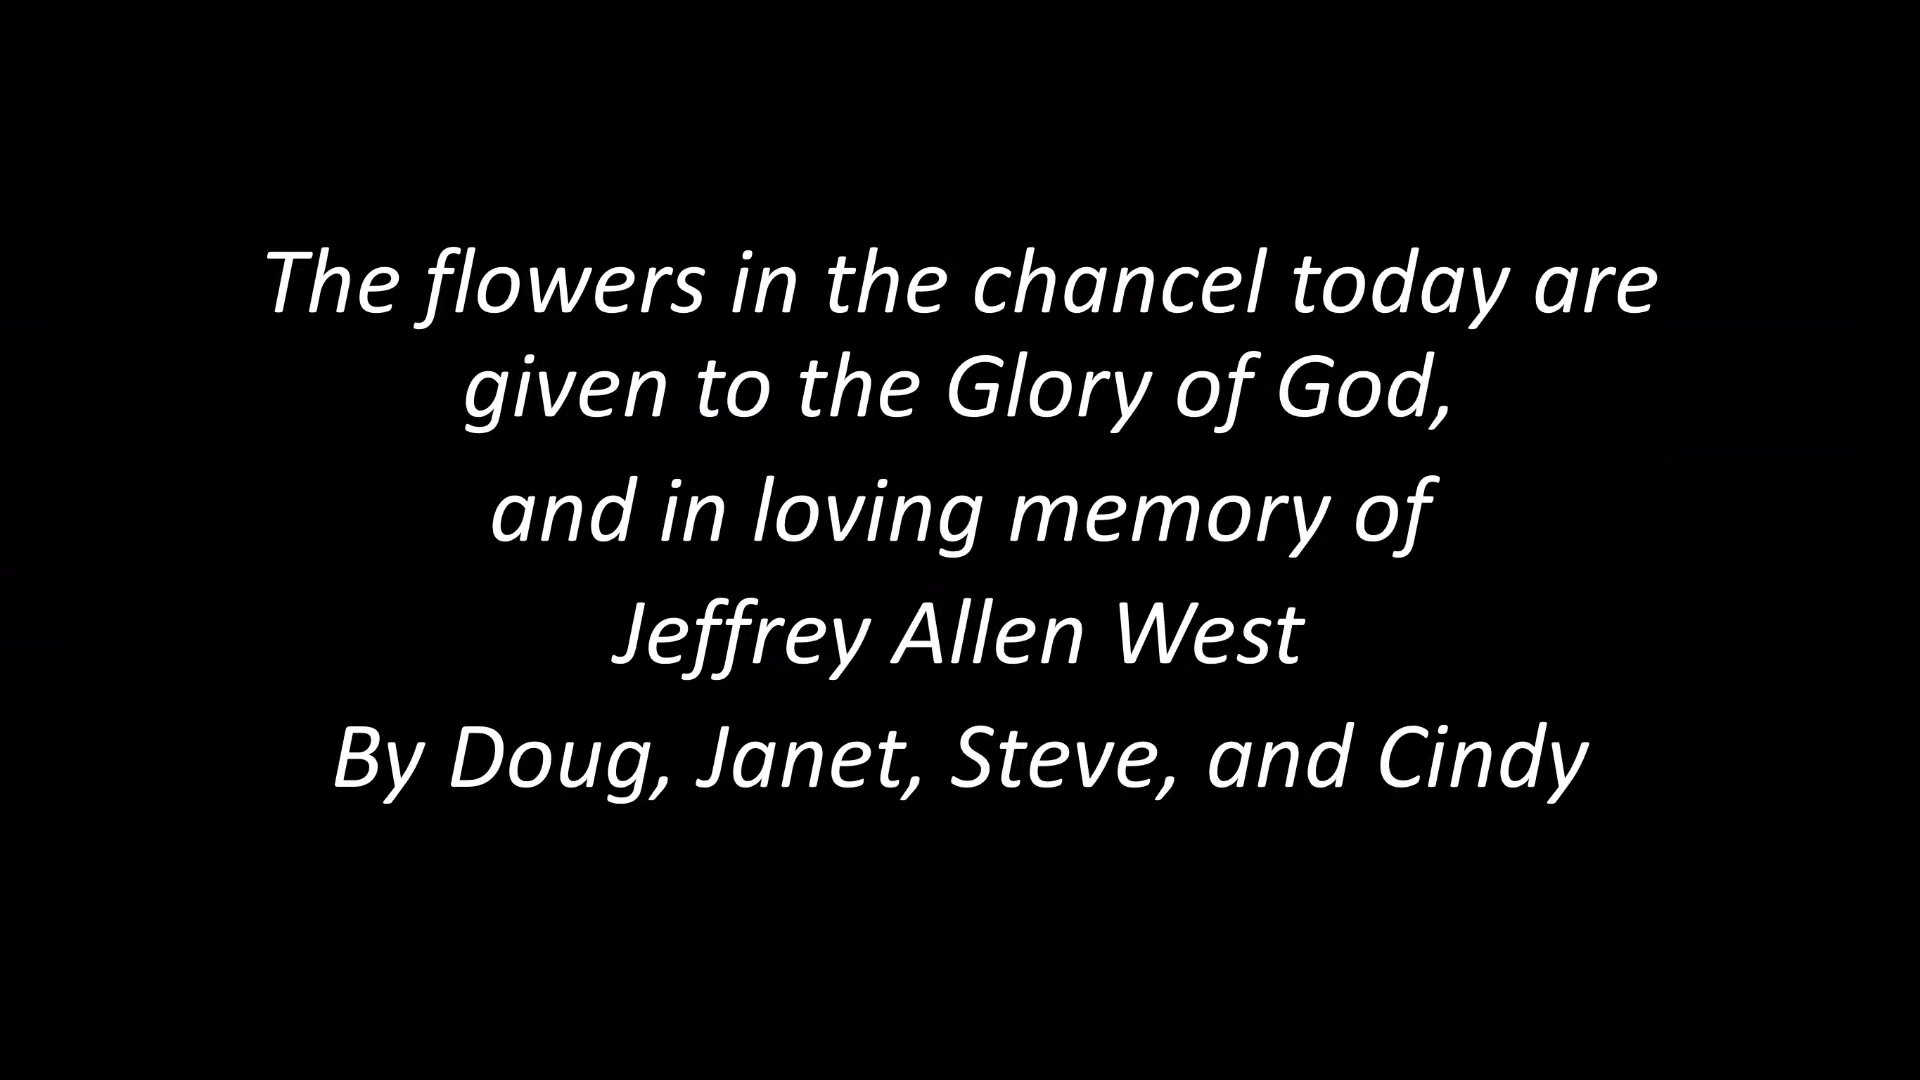 The flowers in the chancel today are
given to the Glory of God,
and in loving memory of
Jeffrey Allen West
By Doug, Janet, Steve, and Cindy